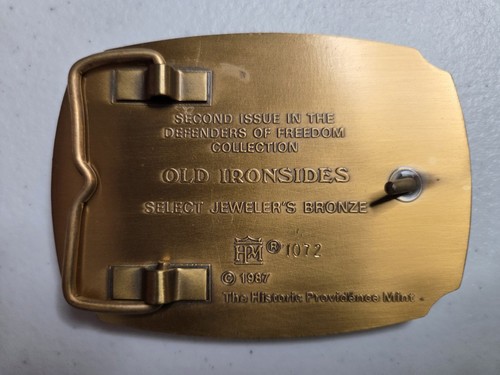 SECOND ISSUE IN THE
DEFENDERS OF FREEDOM
COLLECTION
OLD IRONSIDES
SELECT JEWELER'S BRONZE
HPM ® 1072
© 1987
The Historic Providence Mint